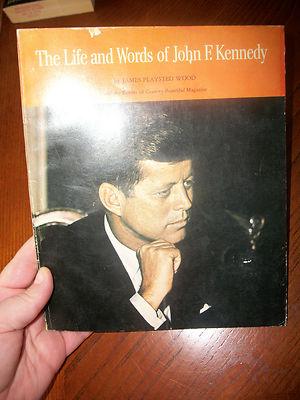 The Life and Words of John F. Kennedy
by JAMES PLAYSTED WOOD
the Editors of Country Beautiful Magazine